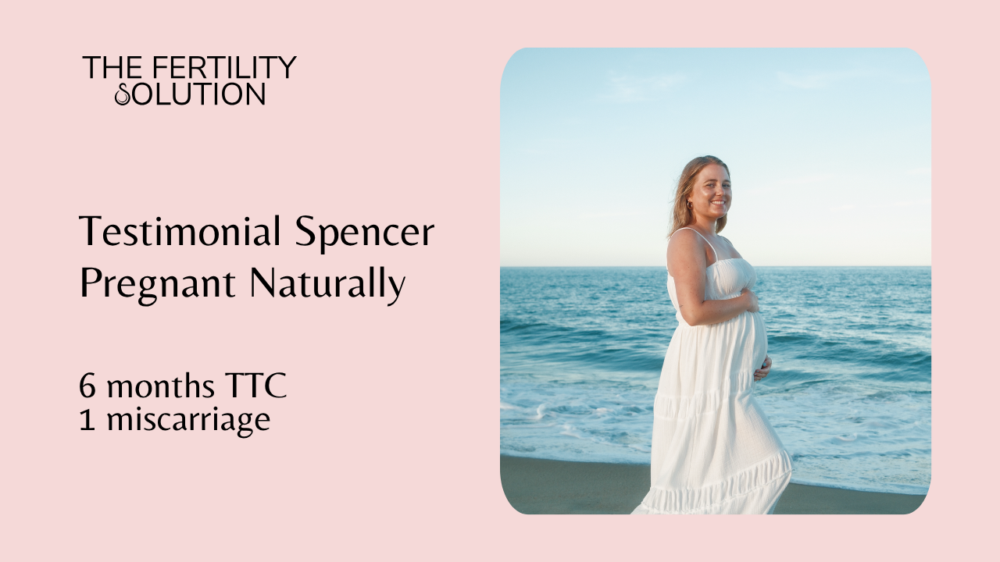 THE FERTILITY
SOLUTION
Testimonial Spencer
Pregnant Naturally
6 months TTC
1 miscarriage